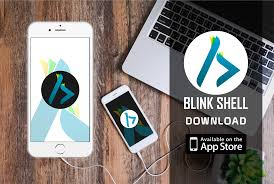 BLINK SHELL
DOWNLOAD
Available on the
App Store